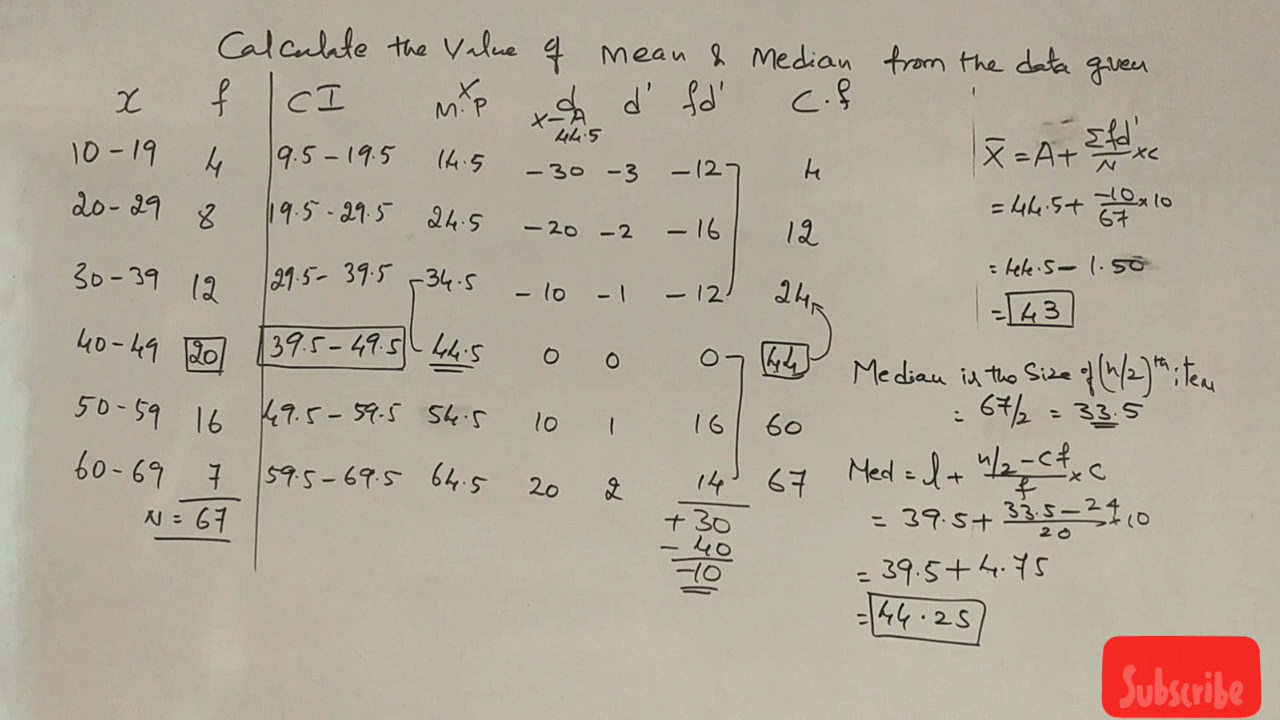 Calculate the Value of Mean & Median from the data given
x f CI M.P X d X-A 44.5 d' fd' C.f
10-19 4 9.5-19.5 14.5 -30 -3 -12 4
20-29 8 19.5-29.5 24.5 -20 -2 -16 12
30-39 12 29.5-39.5 34.5 -10 -1 -12 24
40-49 20 39.5-49.5 44.5 0 0 0 44
50-59 16 49.5-59.5 54.5 10 1 16 60
60-69 7 59.5-69.5 64.5 20 2 14 67
N = 67
+30
-40
-10
X̄ = A + Σfd'/N × c
= 44.5 + -10/67 × 10
= 44.5 - 1.50
= 43
Median is the Size of (n/2)th item
= 67/2 = 33.5
Med = l + n/2 - cf/f × C
= 39.5 + 33.5 - 24/20 × 10
= 39.5 + 4.75
= 44.25
Subscribe